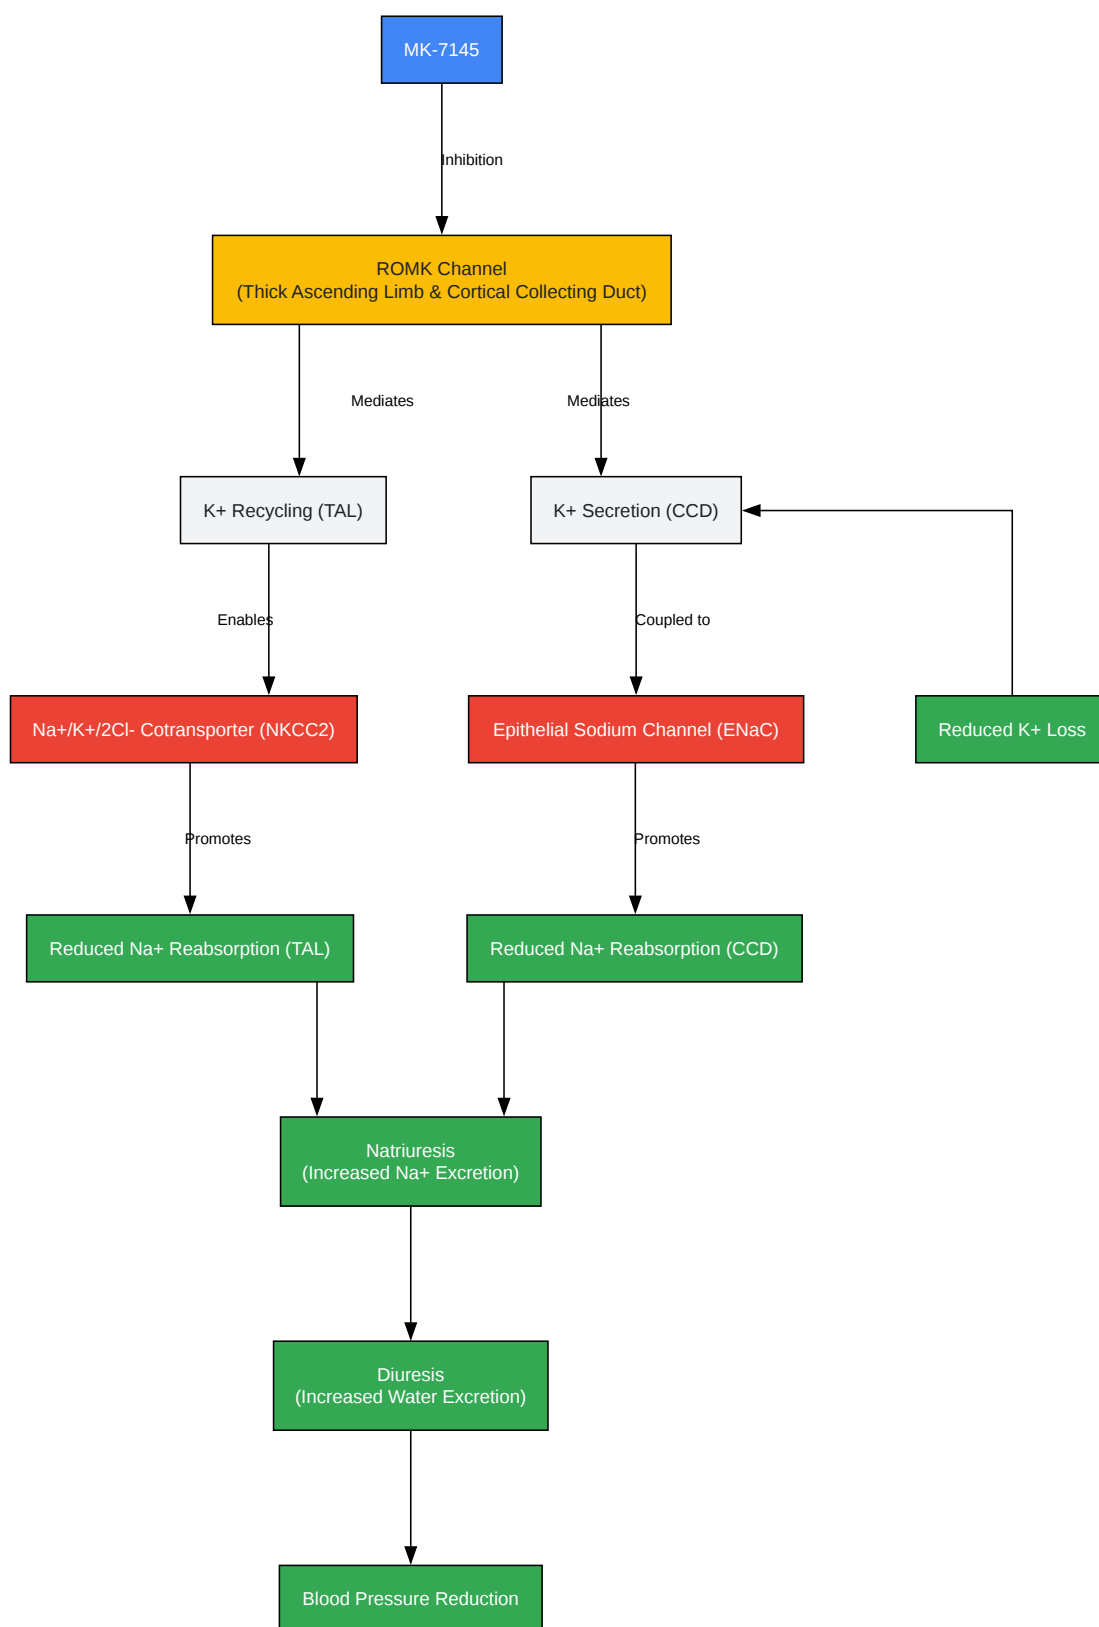 MK-7145
Inhibition
ROMK Channel
(Thick Ascending Limb & Cortical Collecting Duct)
Mediates
Mediates
K+ Recycling (TAL)
K+ Secretion (CCD)
Enables
Coupled to
Na+/K+/2Cl- Cotransporter (NKCC2)
Epithelial Sodium Channel (ENaC)
Reduced K+ Loss
Promotes
Promotes
Reduced Na+ Reabsorption (TAL)
Reduced Na+ Reabsorption (CCD)
Natriuresis
(Increased Na+ Excretion)
Diuresis
(Increased Water Excretion)
Blood Pressure Reduction